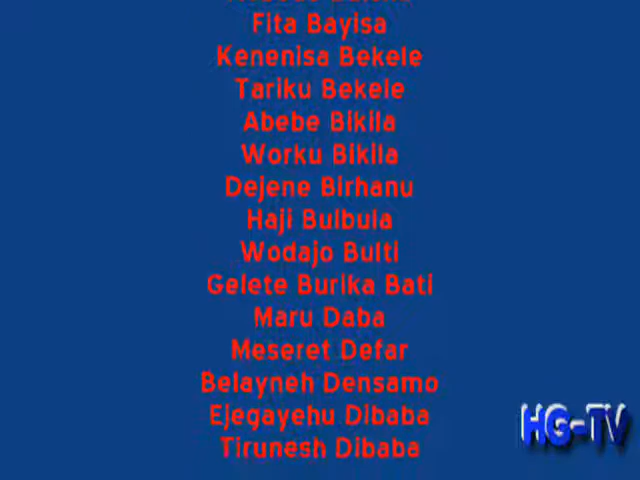 Fita Bayisa
Kenenisa Bekele
Tariku Bekele
Abebe Bikila
Worku Bikila
Dejene Birhanu
Haji Bulbula
Wodajo Bulti
Gelete Burika Bati
Maru Daba
Meseret Defar
Belayneh Densamo
Ejegayehu Dibaba
Tirunesh Dibaba
HG-TV